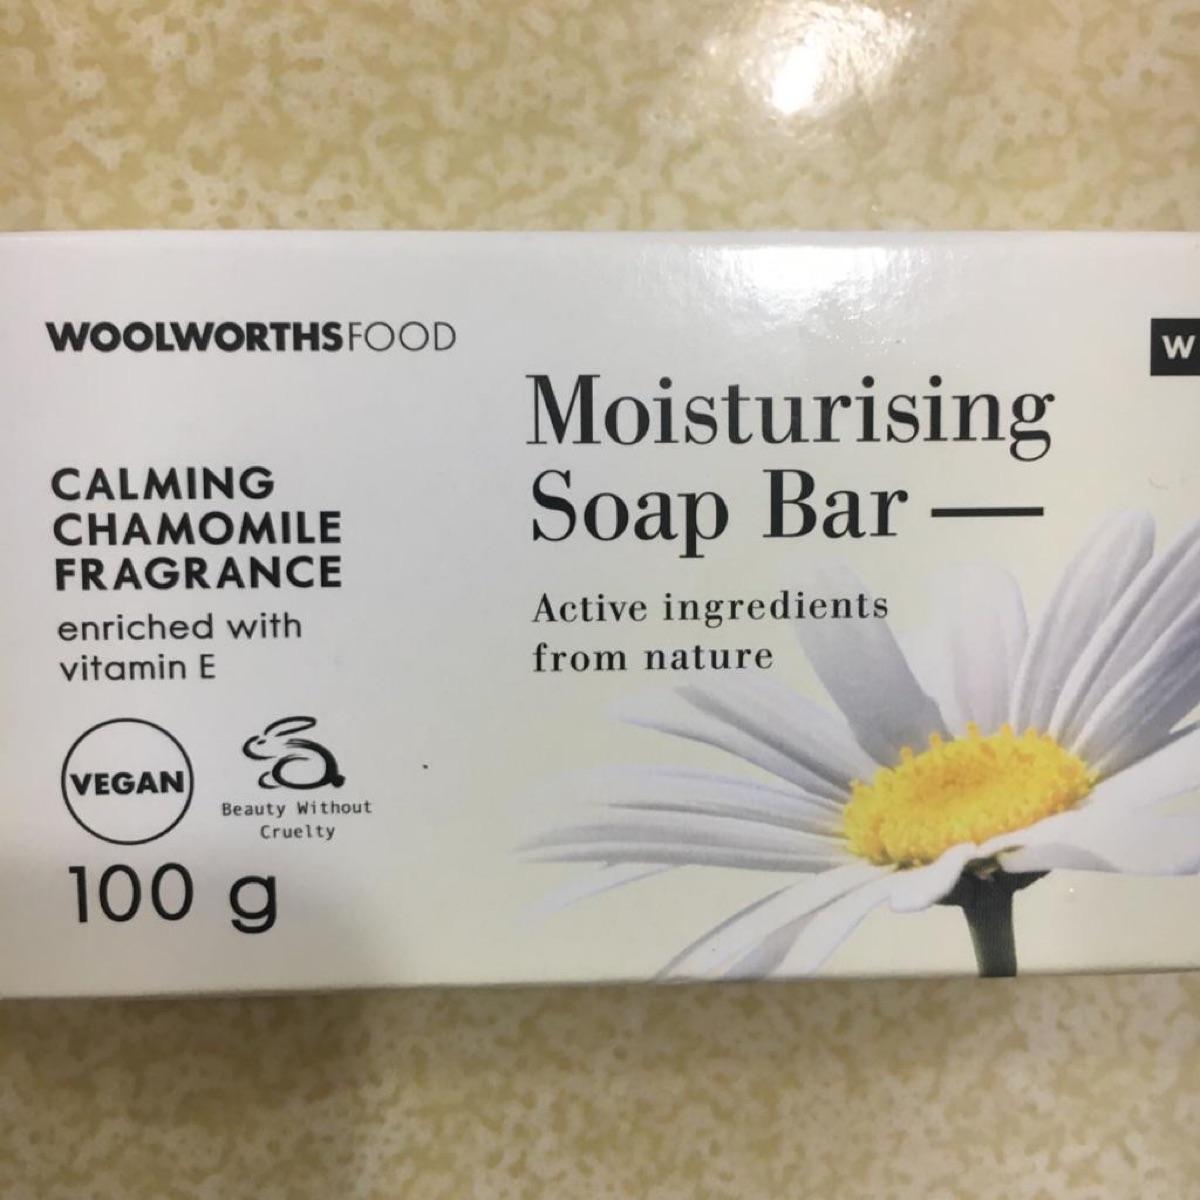 WOOLWORTHSFOOD
W
Moisturising
Soap Bar —
CALMING
CHAMOMILE
FRAGRANCE
enriched with
vitamin E
Active ingredients
from nature
VEGAN
Beauty Without
Cruelty
100 g